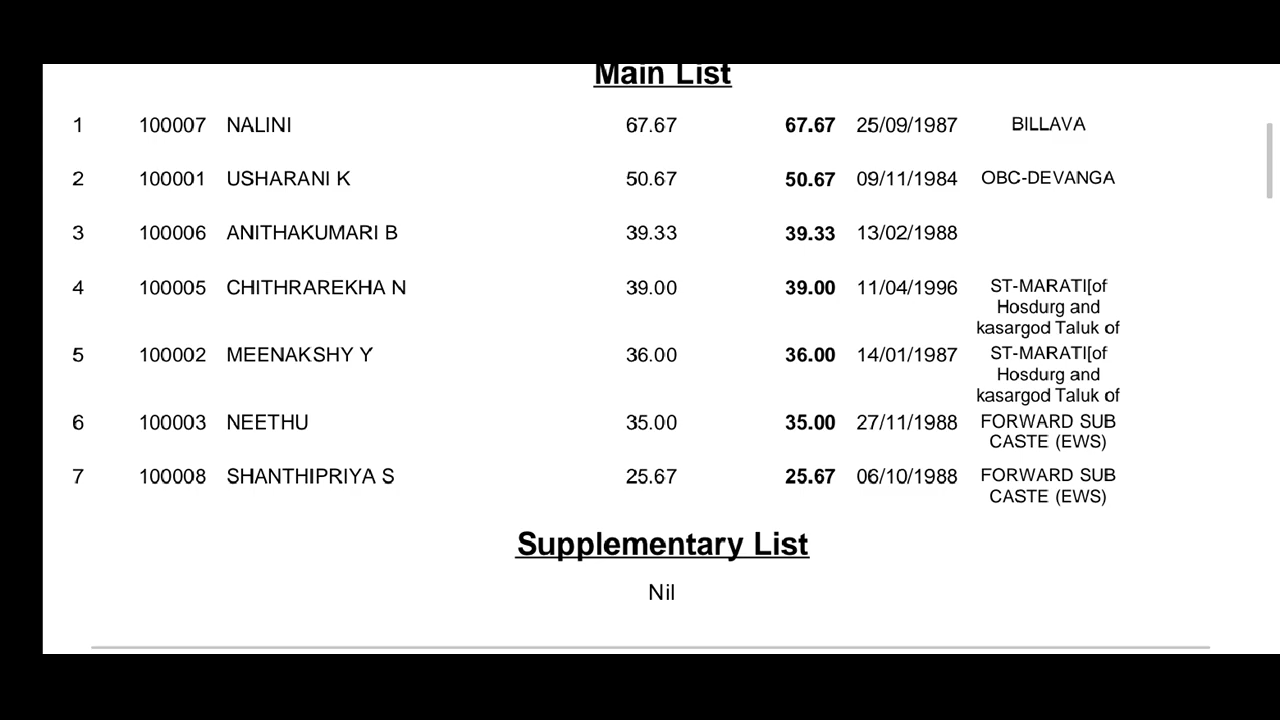 Main List
1 100007 NALINI 67.67 67.67 25/09/1987 BILLAVA
2 100001 USHARANI K 50.67 50.67 09/11/1984 OBC-DEVANGA
3 100006 ANITHAKUMARI B 39.33 39.33 13/02/1988
4 100005 CHITHRAREKHA N 39.00 39.00 11/04/1996 ST-MARATI[of
Hosdurg and
kasargod Taluk of
5 100002 MEENAKSHY Y 36.00 36.00 14/01/1987 ST-MARATI[of
Hosdurg and
kasargod Taluk of
6 100003 NEETHU 35.00 35.00 27/11/1988 FORWARD SUB
CASTE (EWS)
7 100008 SHANTHIPRIYA S 25.67 25.67 06/10/1988 FORWARD SUB
CASTE (EWS)
Supplementary List
Nil